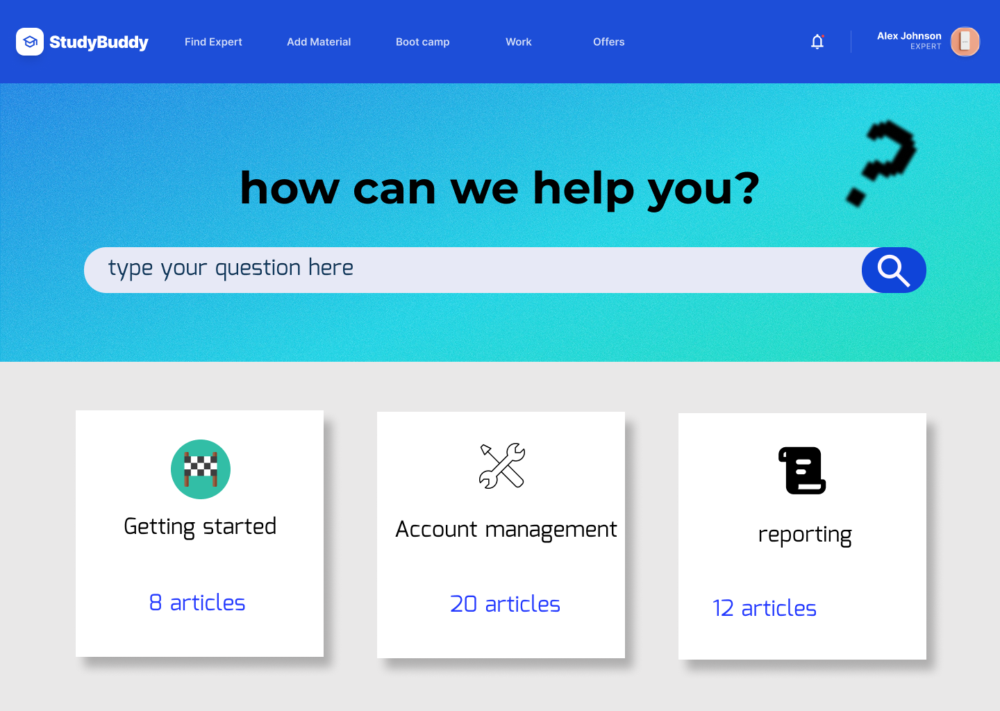 StudyBuddy
Find Expert
Add Material
Boot camp
Work
Offers
Alex Johnson
EXPERT
?
how can we help you?
type your question here
Getting started
8 articles
Account management
20 articles
reporting
12 articles